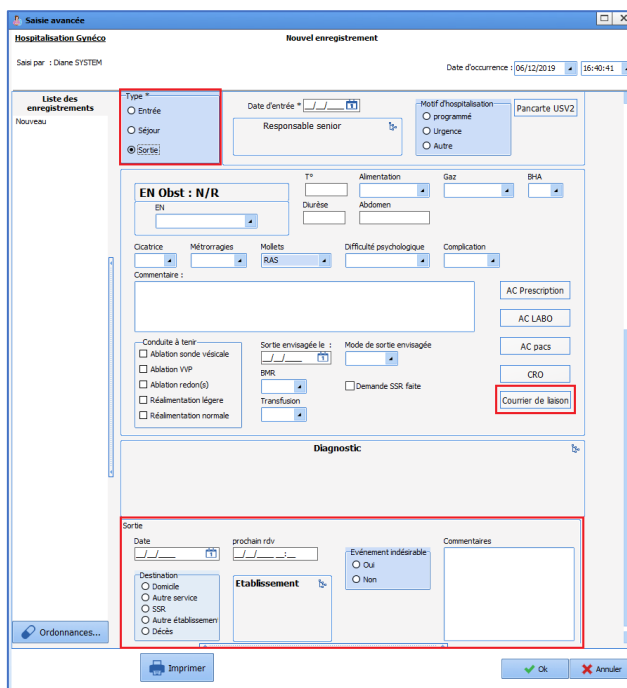 Saisie avancée
Hospitalisation Gynéco
Nouvel enregistrement
Saisi par : Diane SYSTEM
Date d'occurrence : 06/12/2019 16:40:41
Liste des enregistrements
Nouveau
Type *
Entrée
Séjour
Sortie
Date d'entrée * __/__/____
Responsable senior
Motif d'hospitalisation
programmé
Urgence
Autre
Pancarte USV2
EN Obst : N/R
EN
T°
Alimentation
Gaz
BHA
Diurèse
Abdomen
Cicatrice
Métrorragies
Mollets
RAS
Difficulté psychologique
Complication
Commentaire :
AC Prescription
AC LABO
AC pacs
CRO
Courrier de liaison
Conduite à tenir
Ablation sonde vésicale
Ablation VVP
Ablation redon(s)
Réalimentation légere
Réalimentation normale
Sortie envisagée le :
__/__/____
BMR
Transfusion
Mode de sortie envisagée
Demande SSR faite
Diagnostic
Sortie
Date
__/__/____
prochain rdv
__/__/____ __:__
Destination
Domicile
Autre service
SSR
Autre établissemen
Décès
Etablissement
Evénement indésirable
Oui
Non
Commentaires
Ordonnances...
Imprimer
Ok
Annuler